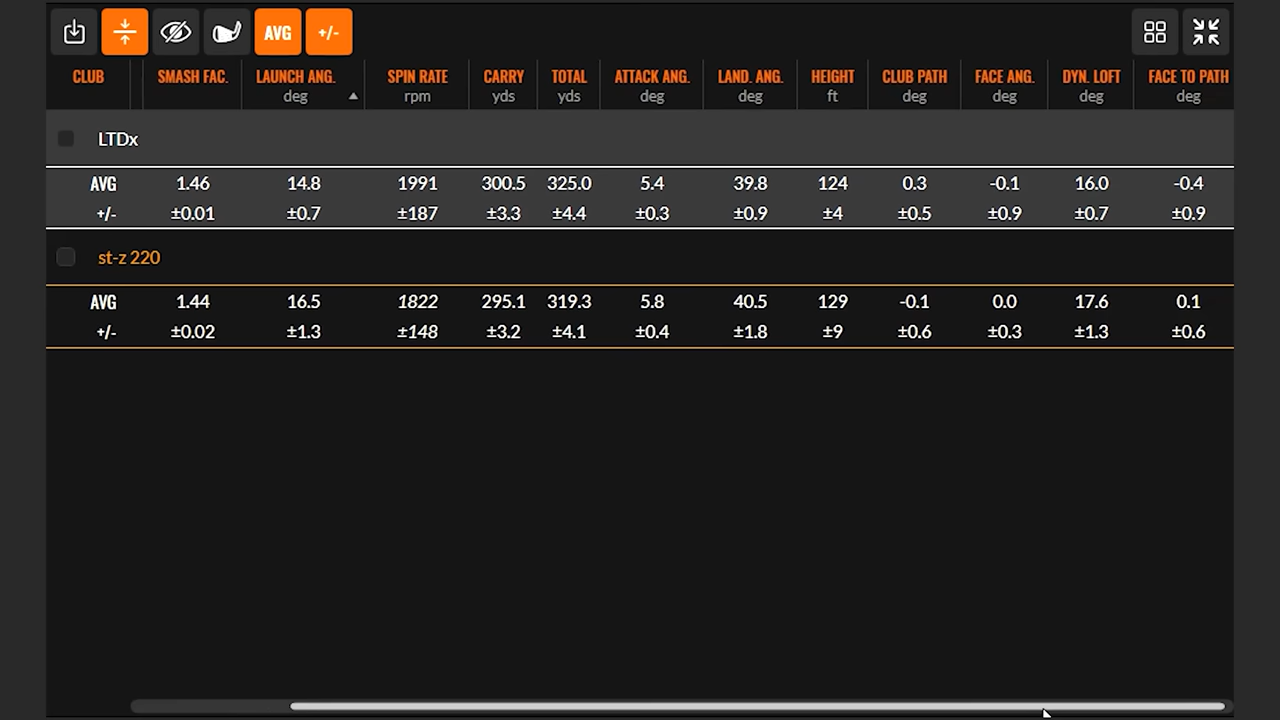 AVG +/-
CLUB SMASH FAC. LAUNCH ANG. SPIN RATE CARRY TOTAL ATTACK ANG. LAND. ANG. HEIGHT CLUB PATH FACE ANG. DYN. LOFT FACE TO PATH
deg rpm yds yds deg deg ft deg deg deg deg
LTDx
AVG 1.46 14.8 1991 300.5 325.0 5.4 39.8 124 0.3 -0.1 16.0 -0.4
+/- ±0.01 ±0.7 ±187 ±3.3 ±4.4 ±0.3 ±0.9 ±4 ±0.5 ±0.9 ±0.7 ±0.9
st-z 220
AVG 1.44 16.5 1822 295.1 319.3 5.8 40.5 129 -0.1 0.0 17.6 0.1
+/- ±0.02 ±1.3 ±148 ±3.2 ±4.1 ±0.4 ±1.8 ±9 ±0.6 ±0.3 ±1.3 ±0.6